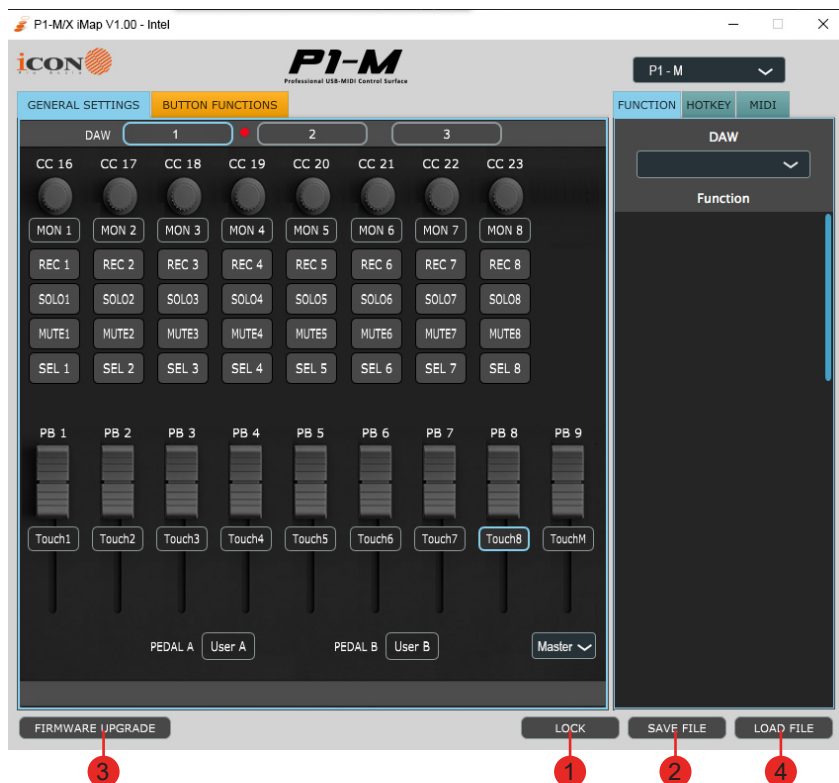 P1-M/X iMap V1.00 - Intel
icon
Pro Audio
P1-M
Professional USB-MIDI Control Surface
P1 - M
GENERAL SETTINGS BUTTON FUNCTIONS
FUNCTION HOTKEY MIDI
DAW 1 2 3
DAW
CC 16 CC 17 CC 18 CC 19 CC 20 CC 21 CC 22 CC 23
Function
MON 1 MON 2 MON 3 MON 4 MON 5 MON 6 MON 7 MON 8
REC 1 REC 2 REC 3 REC 4 REC 5 REC 6 REC 7 REC 8
SOLO1 SOLO2 SOLO3 SOLO4 SOLO5 SOLO6 SOLO7 SOLO8
MUTE1 MUTE2 MUTE3 MUTE4 MUTE5 MUTE6 MUTE7 MUTE8
SEL 1 SEL 2 SEL 3 SEL 4 SEL 5 SEL 6 SEL 7 SEL 8
PB 1 PB 2 PB 3 PB 4 PB 5 PB 6 PB 7 PB 8 PB 9
Touch1 Touch2 Touch3 Touch4 Touch5 Touch6 Touch7 Touch8 TouchM
PEDAL A User A PEDAL B User B Master
FIRMWARE UPGRADE LOCK SAVE FILE LOAD FILE
3 1 2 4